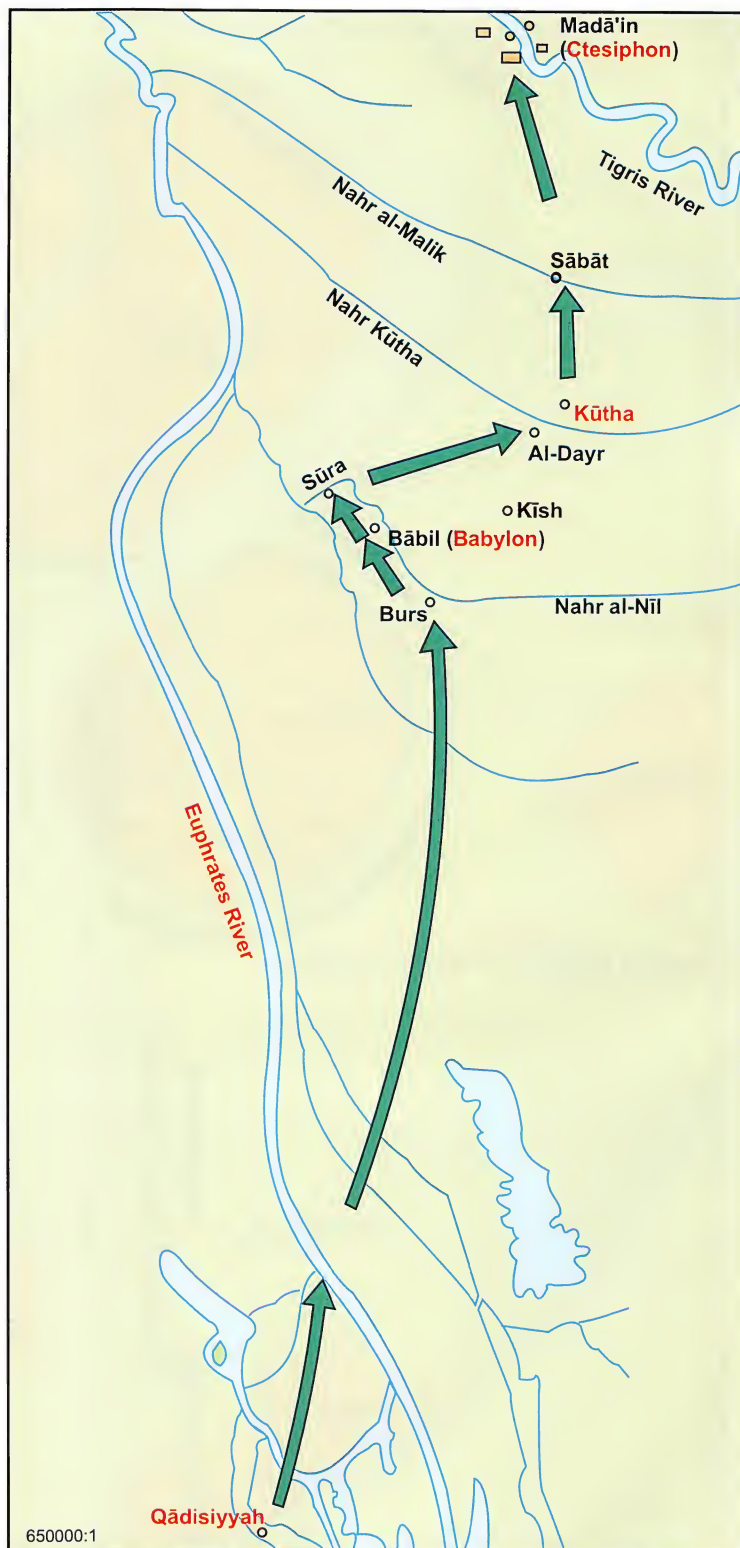 Madā'in
(Ctesiphon)
Tigris River
Nahr al-Malik
Sābāt
Nahr Kūtha
Kūtha
Al-Dayr
Sūra
Kīsh
Bābil (Babylon)
Burs
Nahr al-Nīl
Euphrates River
Qādisiyyah
650000:1